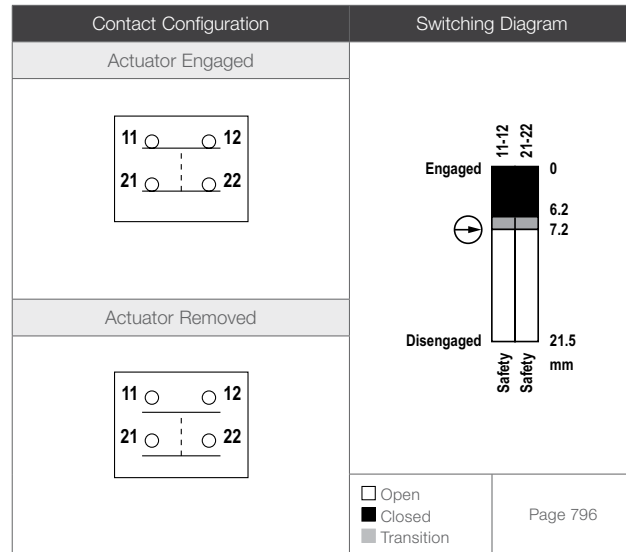 Contact Configuration
Actuator Engaged
11 12
21 22
Actuator Removed
11 12
21 22
Switching Diagram
11-12 21-22
Engaged 0
6.2
7.2
Disengaged 21.5
mm
Safety Safety
Open
Closed
Transition
Page 796